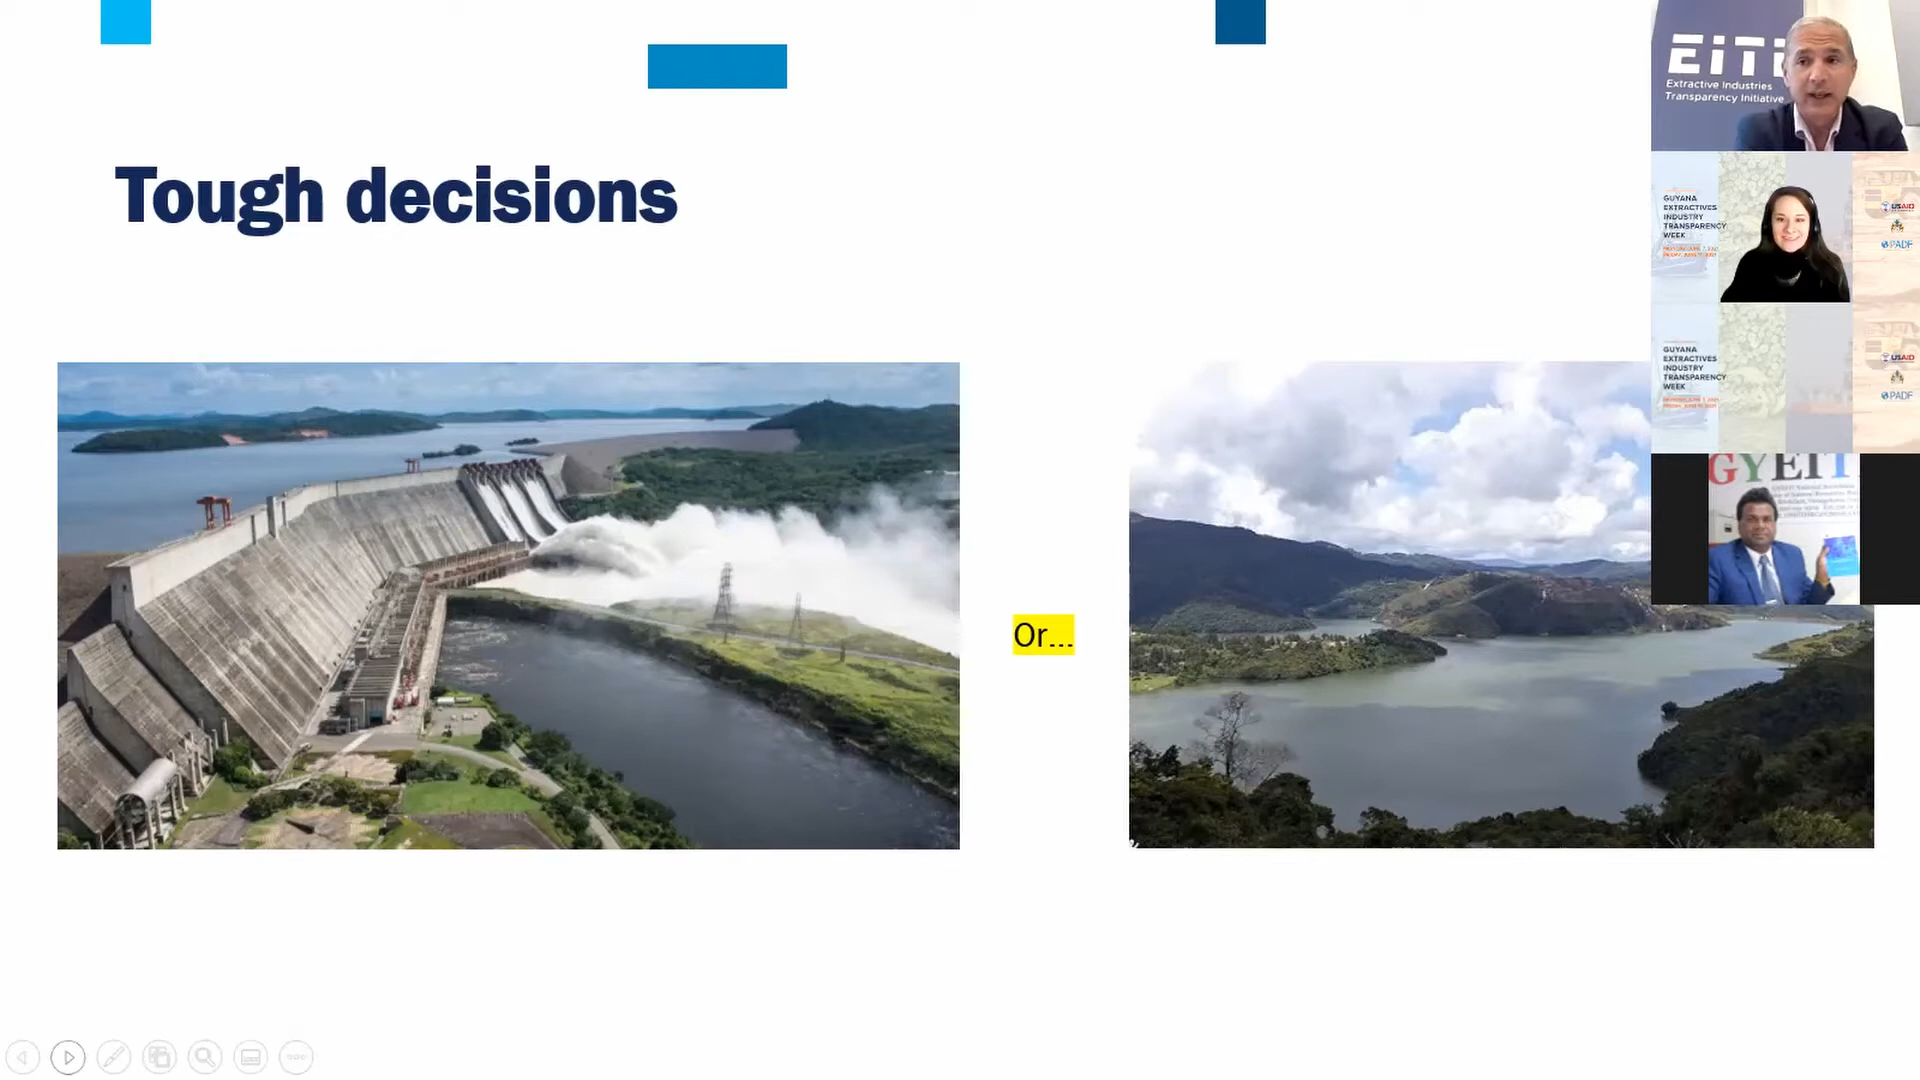 Tough decisions
Or...
EiTi
Extractive Industries
Transparency Initiative
GUYANA
EXTRACTIVES
INDUSTRY
TRANSPARENCY
WEEK
USAID
PADF
GUYANA
EXTRACTIVES
INDUSTRY
TRANSPARENCY
WEEK
USAID
PADF
GYEITI